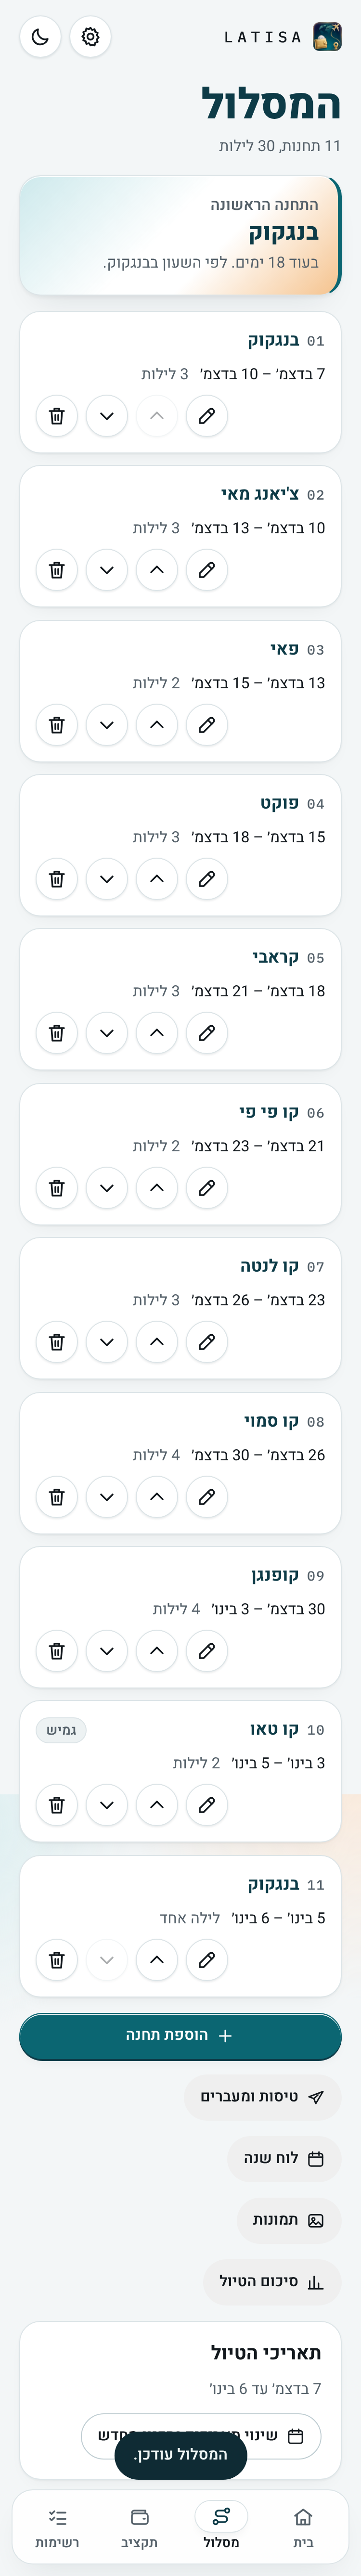 LATISA
המסלול
11 תחנות, 30 לילות
התחנה הראשונה
בנגקוק
בעוד 18 ימים. לפי השעון בבנגקוק.
01 בנגקוק
7 בדצמ׳ – 10 בדצמ׳ 3 לילות
02 צ'יאנג מאי
10 בדצמ׳ – 13 בדצמ׳ 3 לילות
03 פאי
13 בדצמ׳ – 15 בדצמ׳ 2 לילות
04 פוקט
15 בדצמ׳ – 18 בדצמ׳ 3 לילות
05 קראבי
18 בדצמ׳ – 21 בדצמ׳ 3 לילות
06 קו פי פי
21 בדצמ׳ – 23 בדצמ׳ 2 לילות
07 קו לנטה
23 בדצמ׳ – 26 בדצמ׳ 3 לילות
08 קו סמוי
26 בדצמ׳ – 30 בדצמ׳ 4 לילות
09 קופנגן
30 בדצמ׳ – 3 בינו׳ 4 לילות
10 קו טאו גמיש
3 בינו׳ – 5 בינו׳ 2 לילות
11 בנגקוק
5 בינו׳ – 6 בינו׳ לילה אחד
הוספת תחנה
טיסות ומעברים
לוח שנה
תמונות
סיכום הטיול
תאריכי הטיול
7 בדצמ׳ עד 6 בינו׳
שינוי
המסלול עודכן.
בית מסלול תקציב רשימות